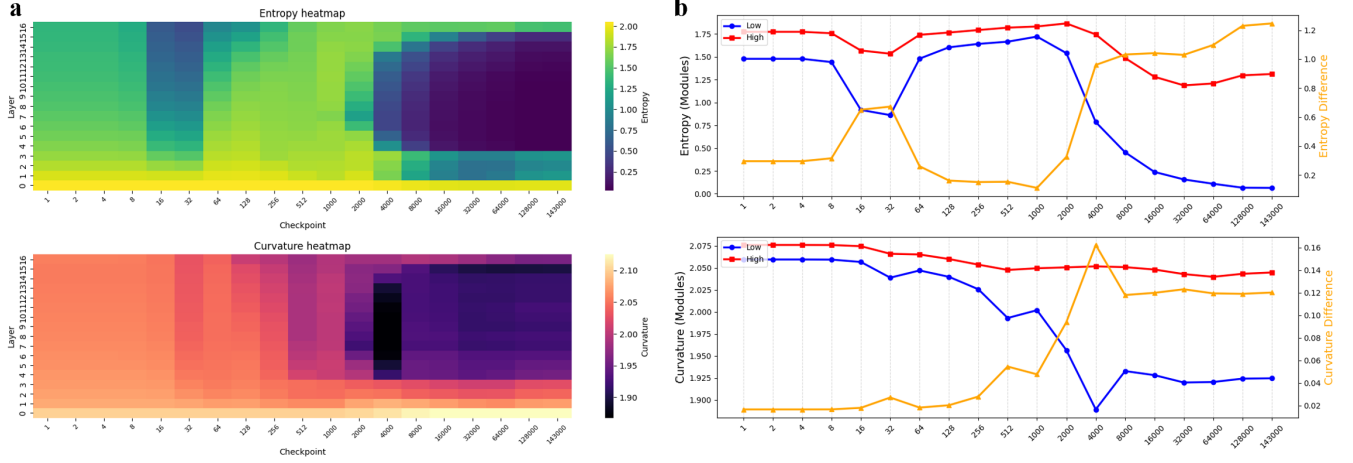 a
Entropy heatmap
Layer
0 1 2 3 4 5 6 7 8 9 10 11 12 13 14 15 16
1 2 4 8 16 32 64 128 256 512 1000 2000 4000 8000 16000 32000 64000 128000 143000
Checkpoint
2.00
1.75
1.50
1.25
1.00
0.75
0.50
0.25
Entropy
Curvature heatmap
Layer
0 1 2 3 4 5 6 7 8 9 10 11 12 13 14 15 16
1 2 4 8 16 32 64 128 256 512 1000 2000 4000 8000 16000 32000 64000 128000 143000
Checkpoint
2.10
2.05
2.00
1.95
1.90
Curvature
b
Low
High
Entropy (Modules)
1.75
1.50
1.25
1.00
0.75
0.50
0.25
0.00
1 2 4 8 16 32 64 128 256 512 1000 2000 4000 8000 16000 32000 64000 128000 143000
1.2
1.0
0.8
0.6
0.4
0.2
Entropy Difference
Low
High
Curvature (Modules)
2.075
2.050
2.025
2.000
1.975
1.950
1.925
1.900
1 2 4 8 16 32 64 128 256 512 1000 2000 4000 8000 16000 32000 64000 128000 143000
0.16
0.14
0.12
0.10
0.08
0.06
0.04
0.02
Curvature Difference